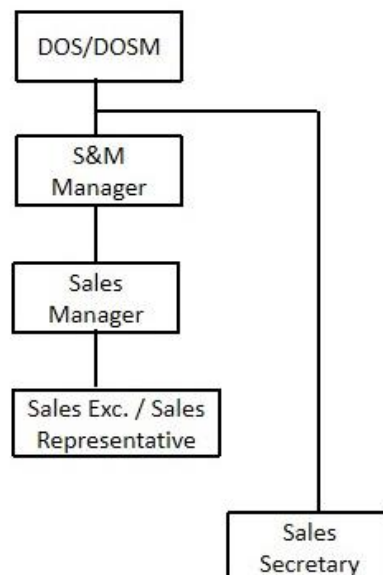 DOS/DOSM
S&M
Manager
Sales
Manager
Sales Exc. / Sales
Representative
Sales
Secretary